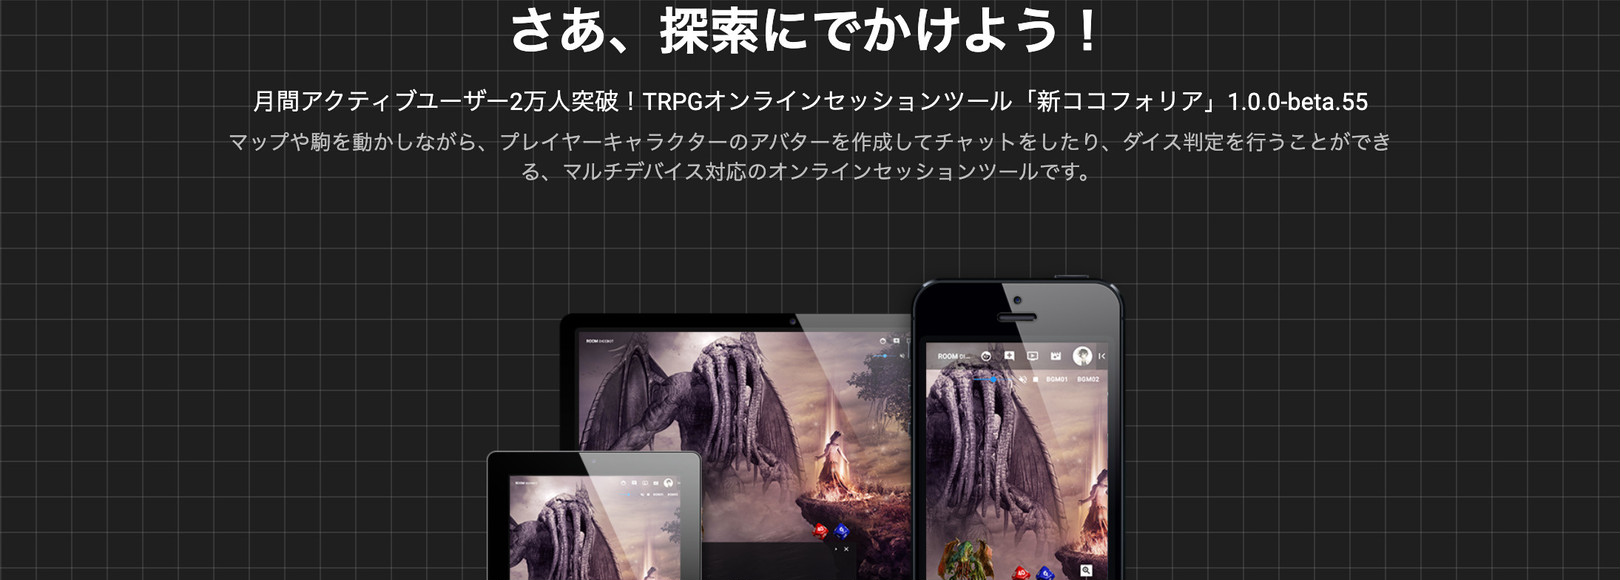 さあ、探索にでかけよう！
月間アクティブユーザー2万人突破！TRPGオンラインセッションツール「新ココフォリア」1.0.0-beta.55
マップや駒を動かしながら、プレイヤーキャラクターのアバターを作成してチャットをしたり、ダイス判定を行うことができ
る、マルチデバイス対応のオンラインセッションツールです。
ROOM
ROOM DI...
BGM01 BGM02